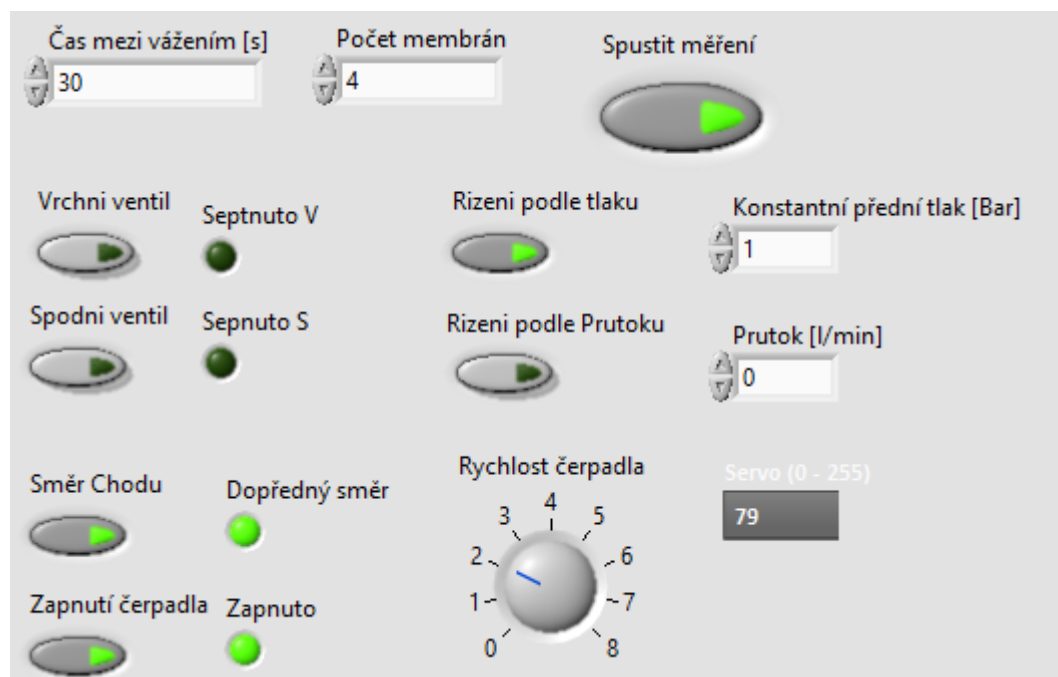 Čas mezi vážením [s]
30
Počet membrán
4
Spustit měření
Vrchni ventil
Septnuto V
Rizeni podle tlaku
Konstantní přední tlak [Bar]
1
Spodni ventil
Sepnuto S
Rizeni podle Prutoku
Prutok [l/min]
0
Směr Chodu
Dopředný směr
Rychlost čerpadla
0
1
2
3
4
5
6
7
8
Servo (0 - 255)
79
Zapnutí čerpadla
Zapnuto